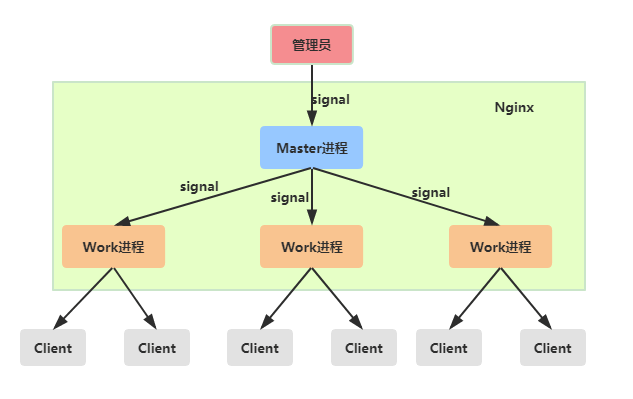 管理员
signal
Nginx
Master进程
signal
signal
signal
Work进程
Work进程
Work进程
Client
Client
Client
Client
Client
Client